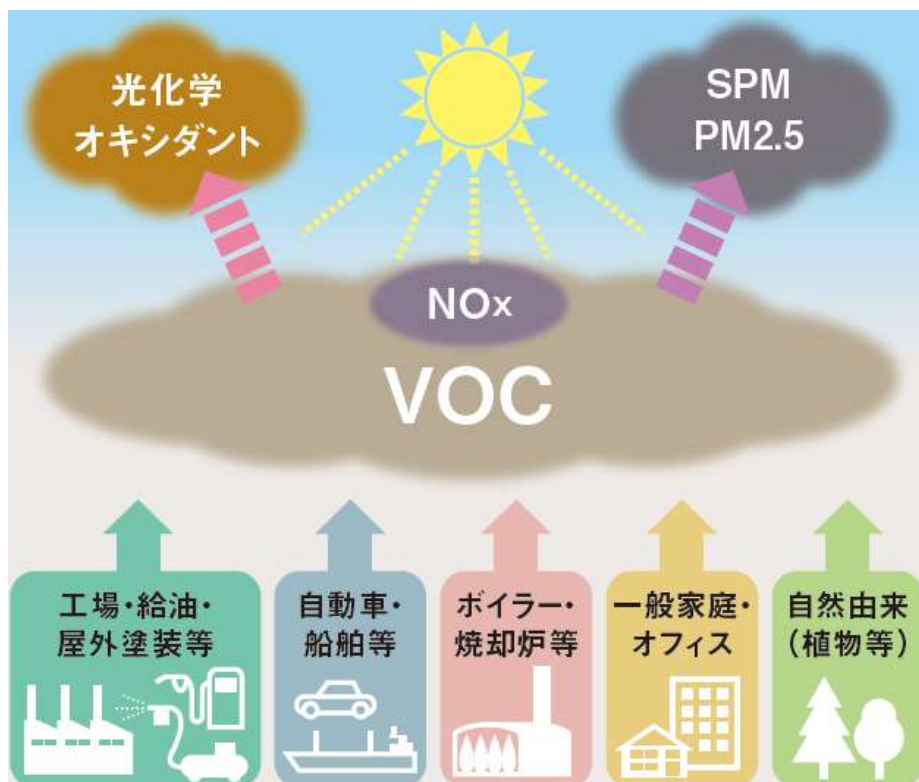 光化学
オキシダント
SPM
PM2.5
NOx
VOC
工場・給油・
屋外塗装等
自動車・
船舶等
ボイラー・
焼却炉等
一般家庭・
オフィス
自然由来
(植物等)